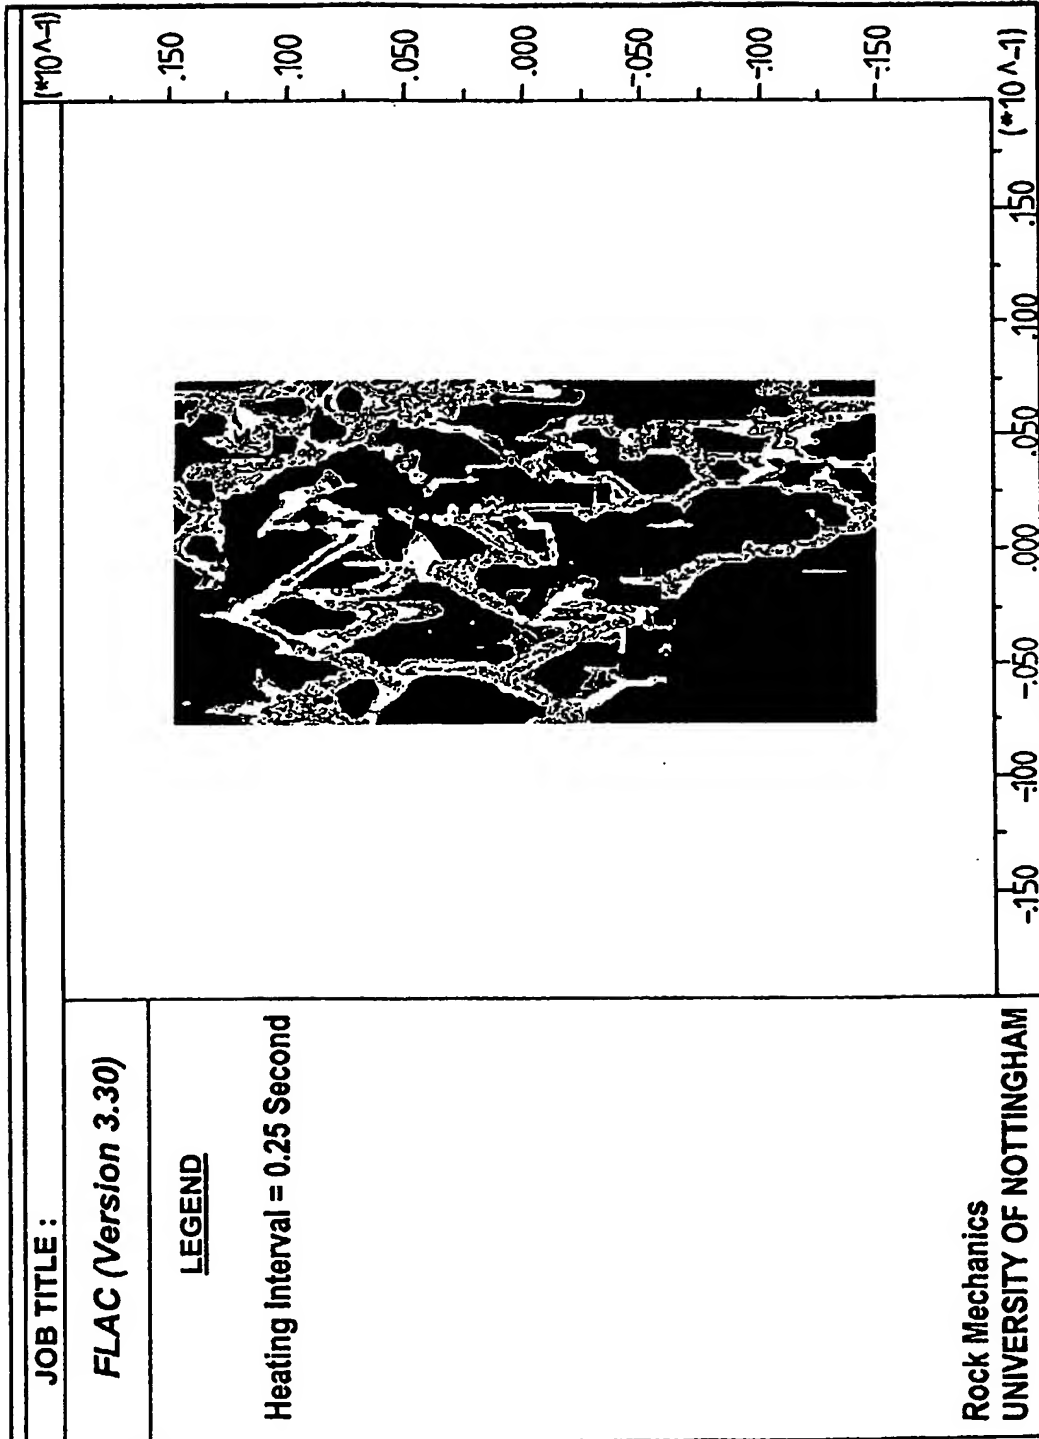 JOB TITLE :
FLAC (Version 3.30)
LEGEND
Heating Interval = 0.25 Second
Rock Mechanics
UNIVERSITY OF NOTTINGHAM
(*10^-1)
.150
.100
-.050
.000
-.050
-.100
-.150
-.150
-.100
-.050
.000
.050
.100
.150
(*10^-1)